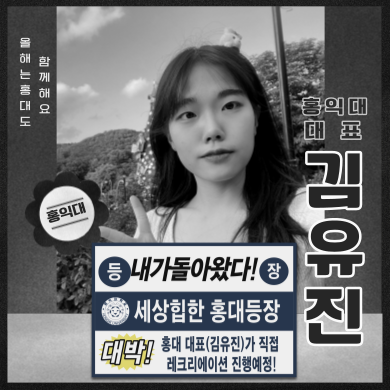 올해는홍대도
함께해요
홍익대
대 표
김유진
홍익대
등 내가돌아왔다! 장
세상힙한 홍대등장
대박!
홍대 대표(김유진)가 직접
레크리에이션 진행예정!